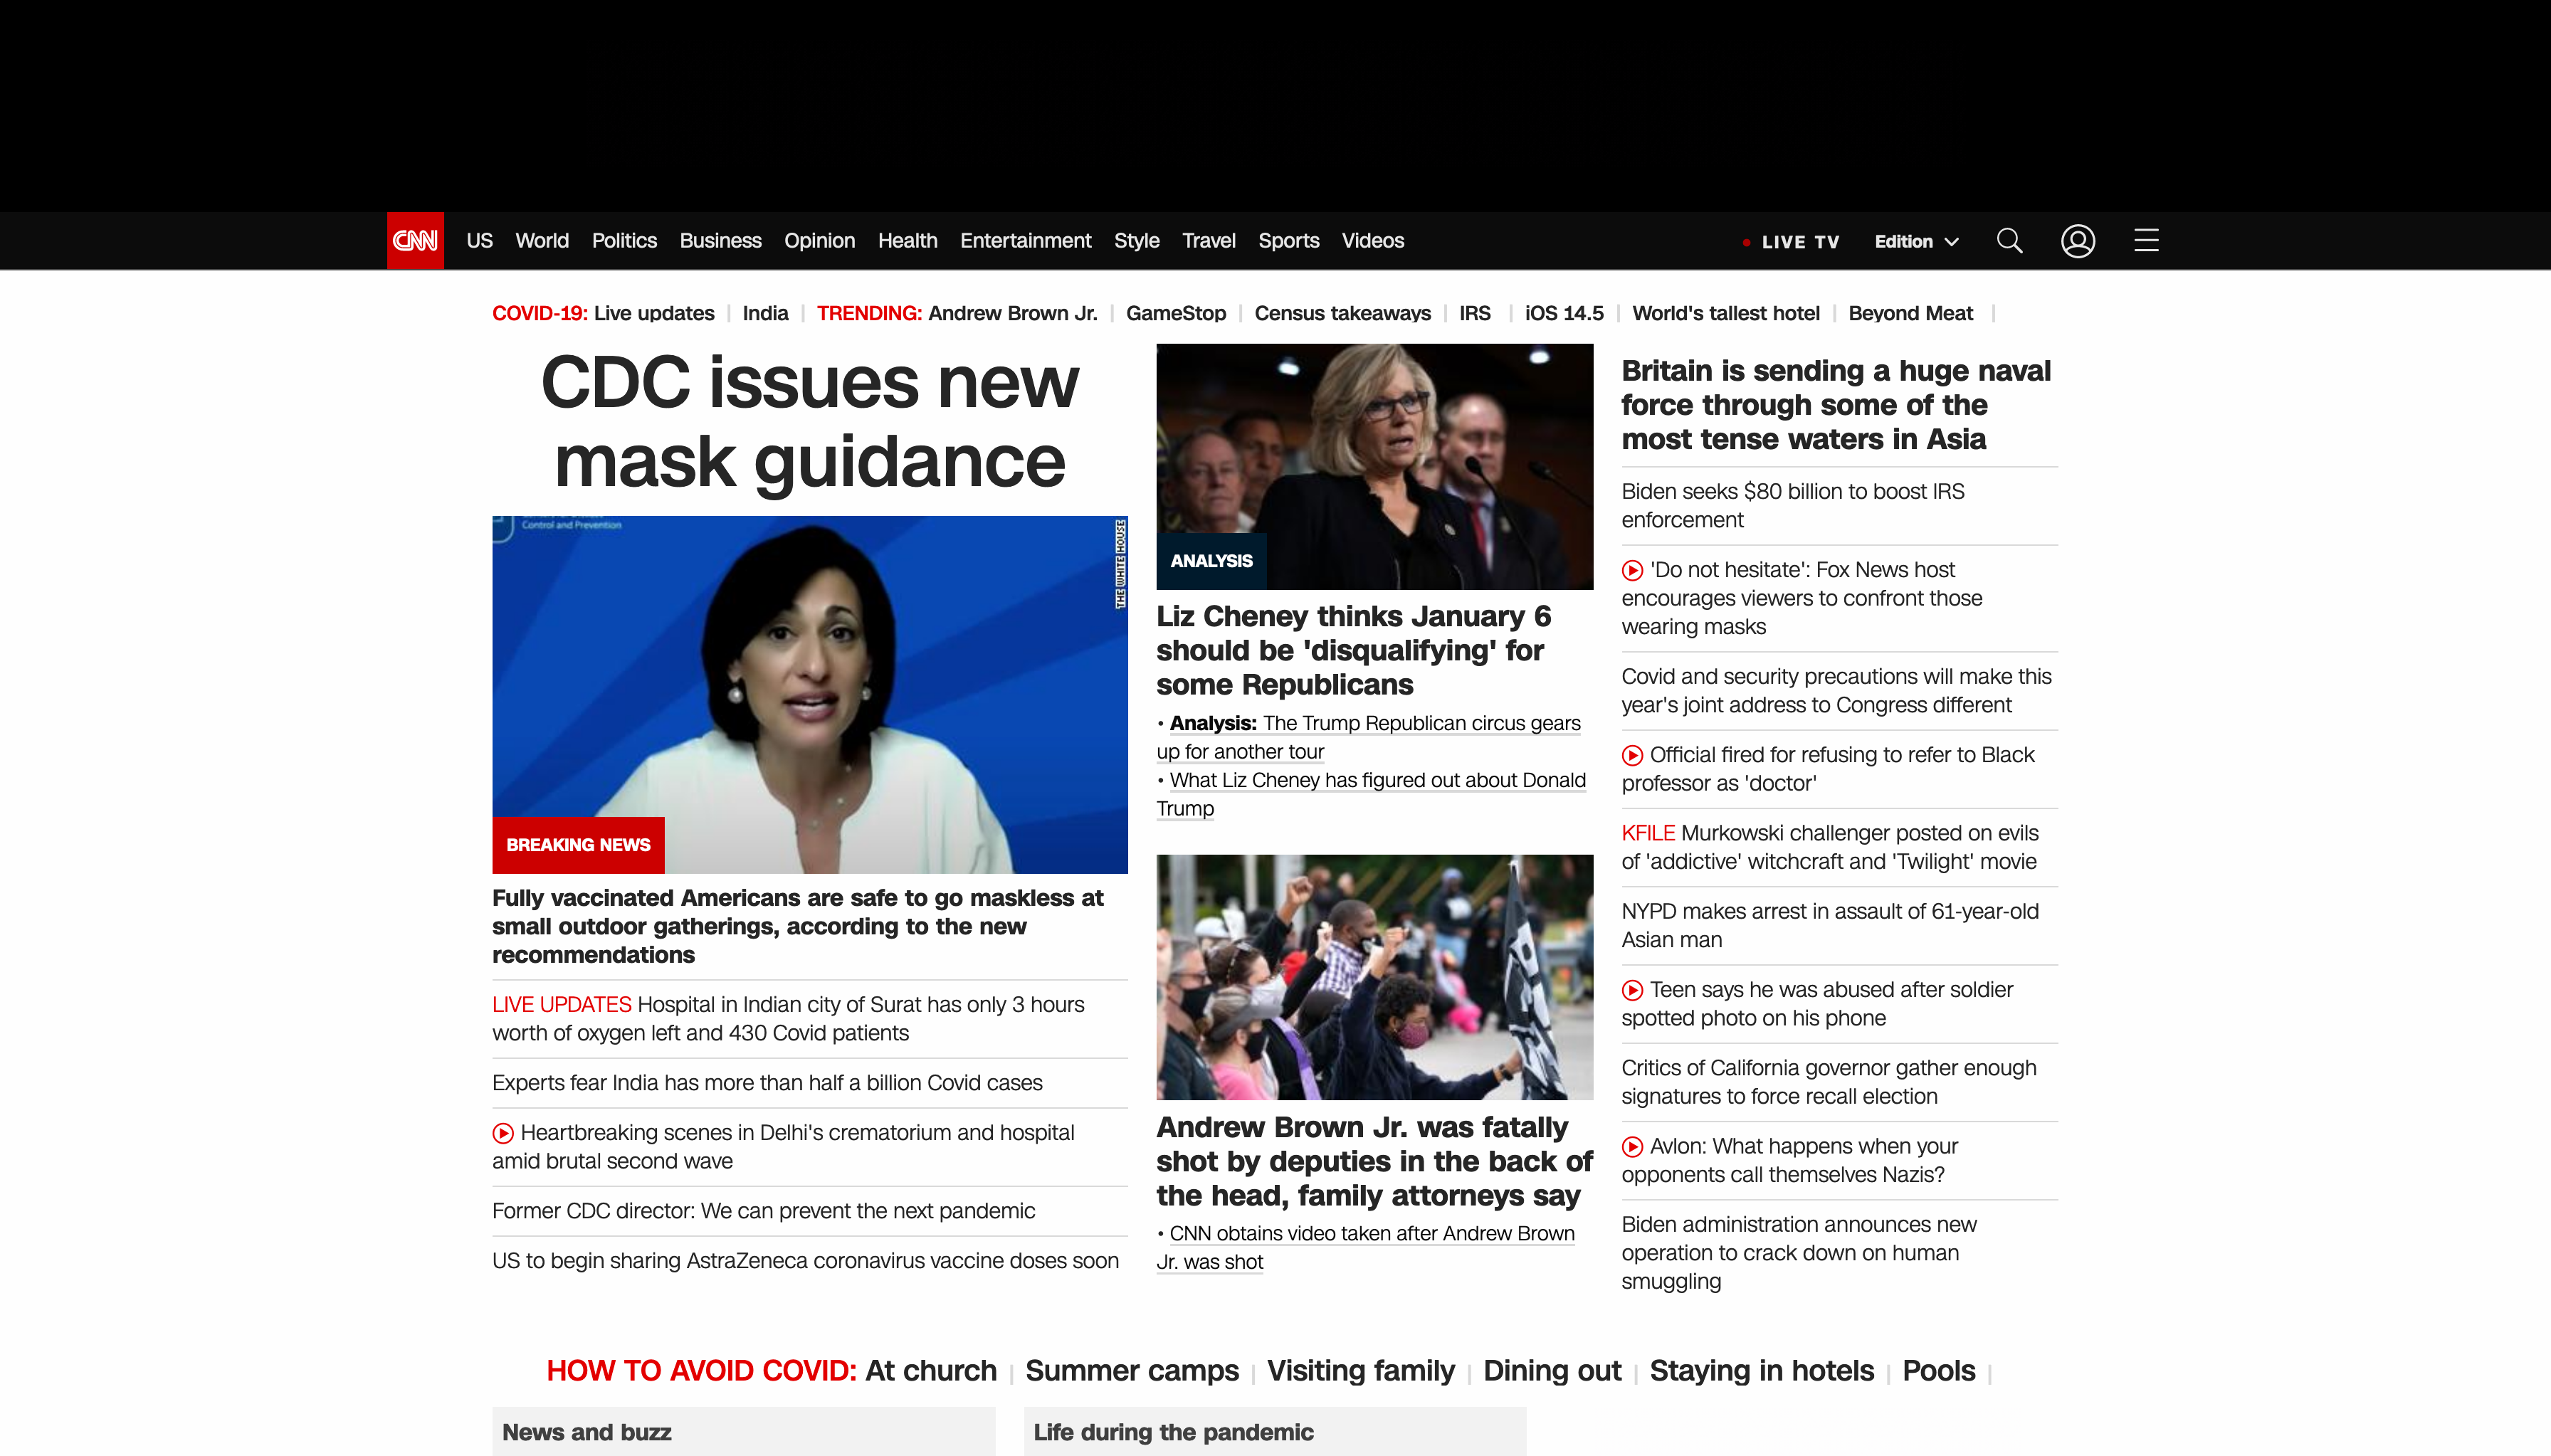 CNN
US World Politics Business Opinion Health Entertainment Style Travel Sports Videos
LIVE TV Edition
COVID-19: Live updates | India | TRENDING: Andrew Brown Jr. | GameStop | Census takeaways | IRS | iOS 14.5 | World's tallest hotel | Beyond Meat |
CDC issues new
mask guidance
Control and Prevention
THE WHITE HOUSE
BREAKING NEWS
Fully vaccinated Americans are safe to go maskless at
small outdoor gatherings, according to the new
recommendations
LIVE UPDATES Hospital in Indian city of Surat has only 3 hours
worth of oxygen left and 430 Covid patients
Experts fear India has more than half a billion Covid cases
Heartbreaking scenes in Delhi's crematorium and hospital
amid brutal second wave
Former CDC director: We can prevent the next pandemic
US to begin sharing AstraZeneca coronavirus vaccine doses soon
ANALYSIS
Liz Cheney thinks January 6
should be 'disqualifying' for
some Republicans
• Analysis: The Trump Republican circus gears
up for another tour
• What Liz Cheney has figured out about Donald
Trump
Andrew Brown Jr. was fatally
shot by deputies in the back of
the head, family attorneys say
• CNN obtains video taken after Andrew Brown
Jr. was shot
Britain is sending a huge naval
force through some of the
most tense waters in Asia
Biden seeks $80 billion to boost IRS
enforcement
'Do not hesitate': Fox News host
encourages viewers to confront those
wearing masks
Covid and security precautions will make this
year's joint address to Congress different
Official fired for refusing to refer to Black
professor as 'doctor'
KFILE Murkowski challenger posted on evils
of 'addictive' witchcraft and 'Twilight' movie
NYPD makes arrest in assault of 61-year-old
Asian man
Teen says he was abused after soldier
spotted photo on his phone
Critics of California governor gather enough
signatures to force recall election
Avlon: What happens when your
opponents call themselves Nazis?
Biden administration announces new
operation to crack down on human
smuggling
HOW TO AVOID COVID: At church | Summer camps | Visiting family | Dining out | Staying in hotels | Pools |
News and buzz
Life during the pandemic